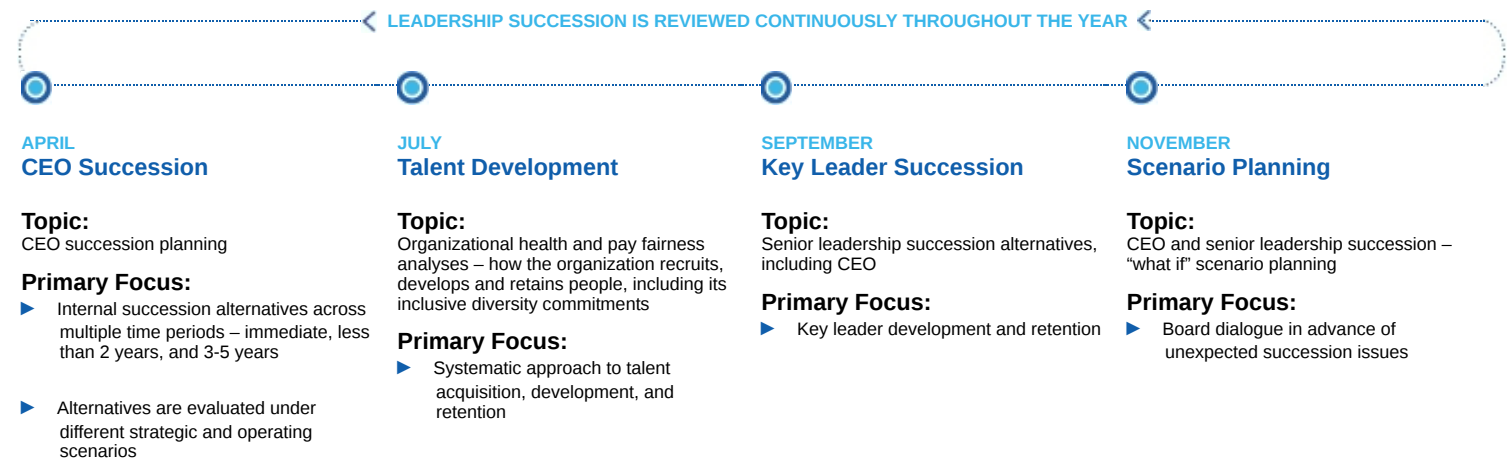 LEADERSHIP SUCCESSION IS REVIEWED CONTINUOUSLY THROUGHOUT THE YEAR
APRIL
CEO Succession
Topic:
CEO succession planning
Primary Focus:
Internal succession alternatives across
multiple time periods – immediate, less
than 2 years, and 3-5 years
Alternatives are evaluated under
different strategic and operating
scenarios
JULY
Talent Development
Topic:
Organizational health and pay fairness
analyses – how the organization recruits,
develops and retains people, including its
inclusive diversity commitments
Primary Focus:
Systematic approach to talent
acquisition, development, and
retention
SEPTEMBER
Key Leader Succession
Topic:
Senior leadership succession alternatives,
including CEO
Primary Focus:
Key leader development and retention
NOVEMBER
Scenario Planning
Topic:
CEO and senior leadership succession –
“what if” scenario planning
Primary Focus:
Board dialogue in advance of
unexpected succession issues